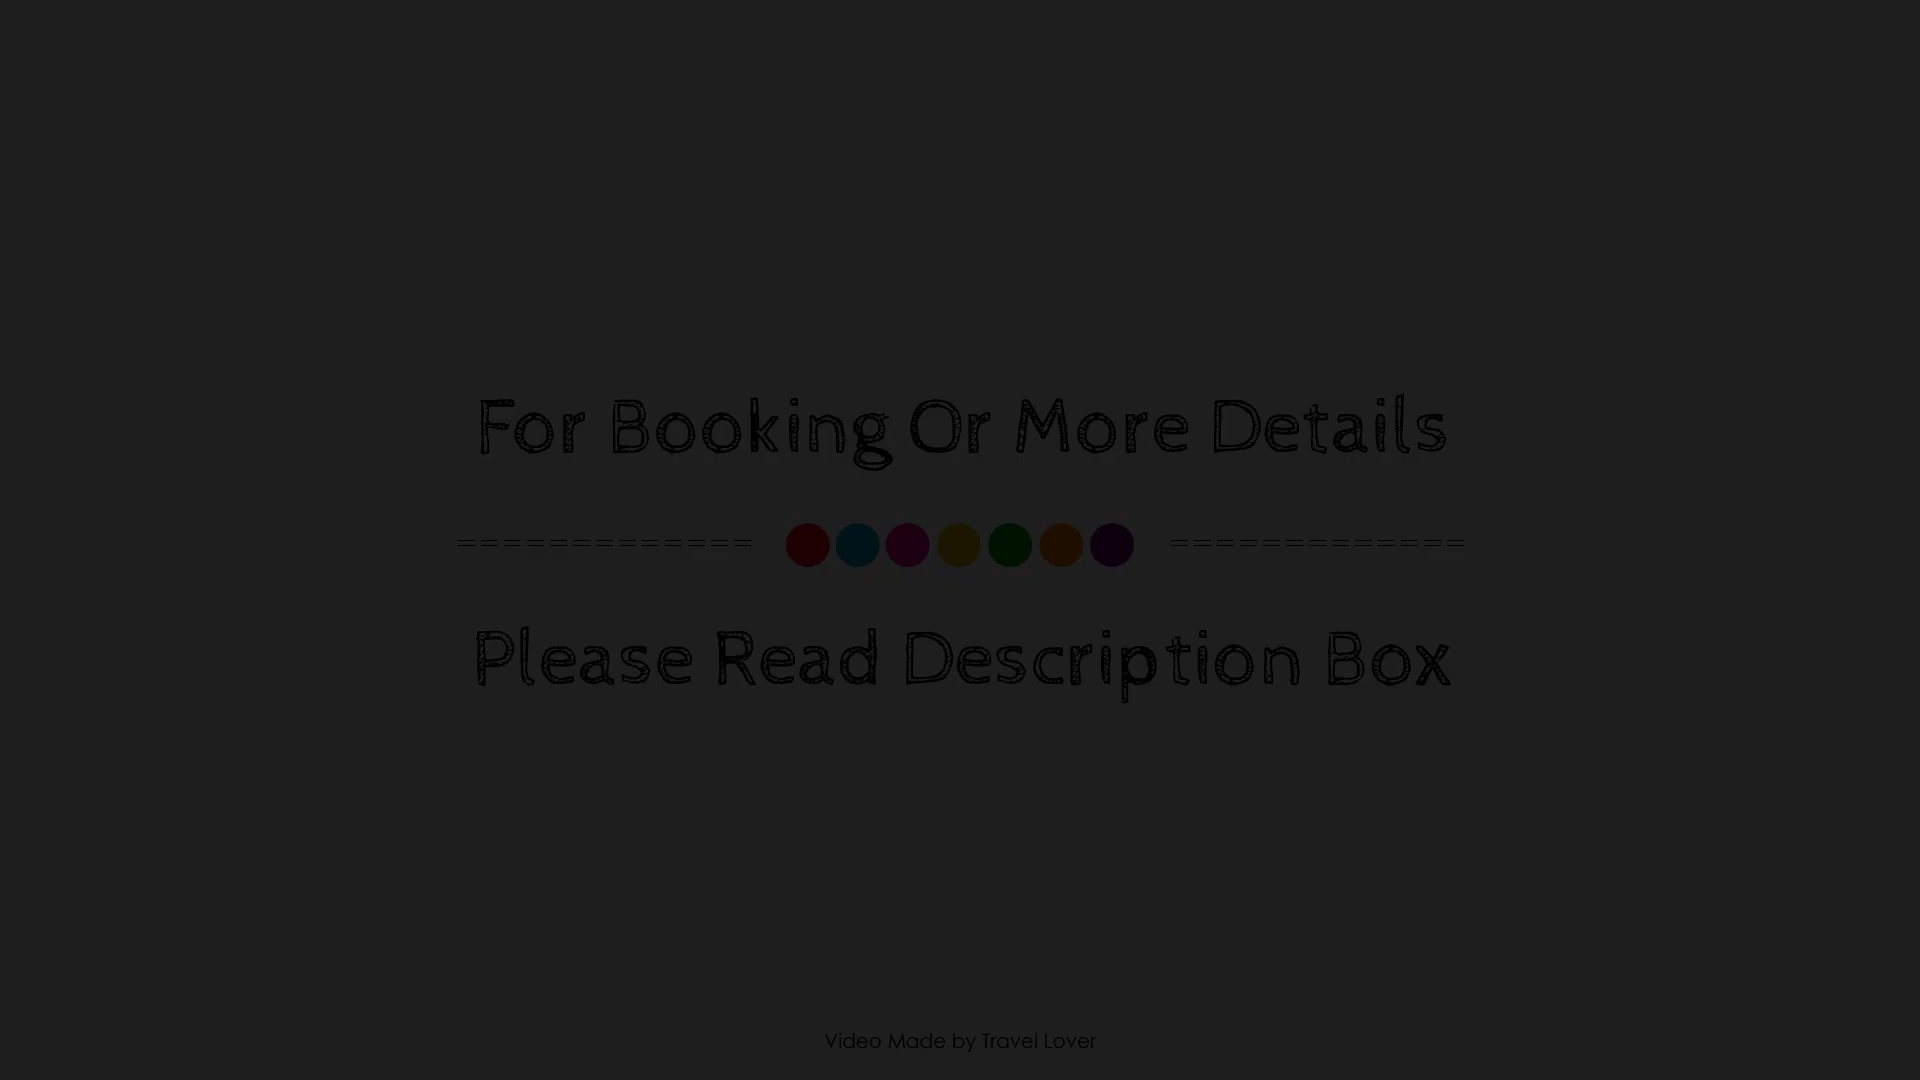 For Booking Or More Details
============= =============
Please Read Description Box
Video Made by Travel Lover